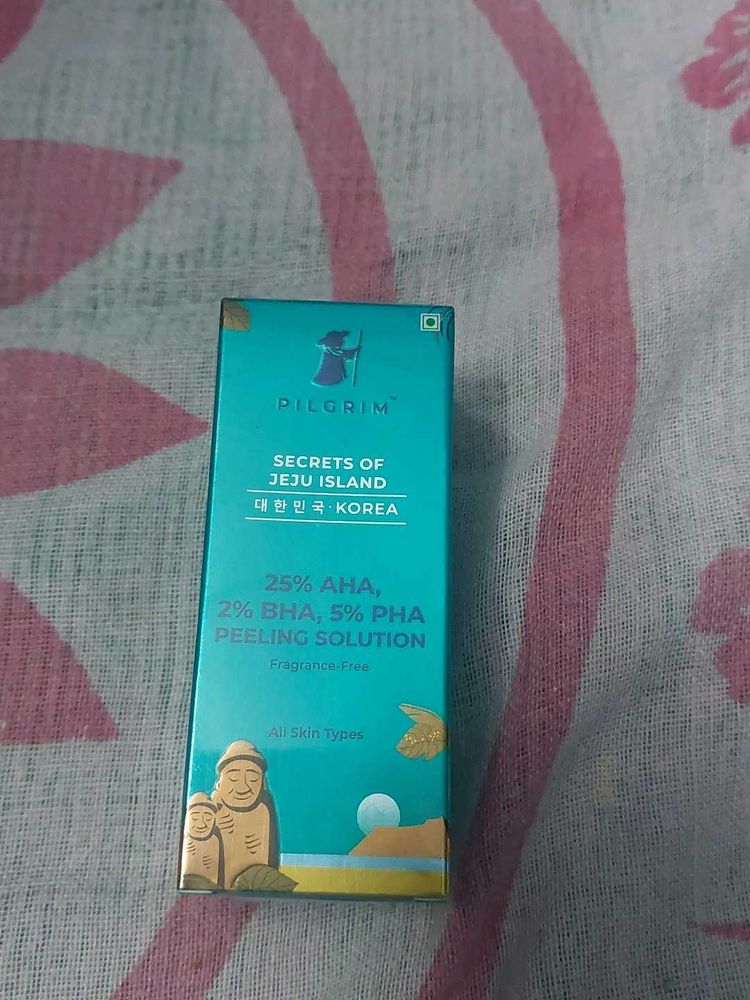 PILGRIM™
SECRETS OF
JEJU ISLAND
대한민국·KOREA
25% AHA,
2% BHA, 5% PHA
PEELING SOLUTION
Fragrance-Free
All Skin Types